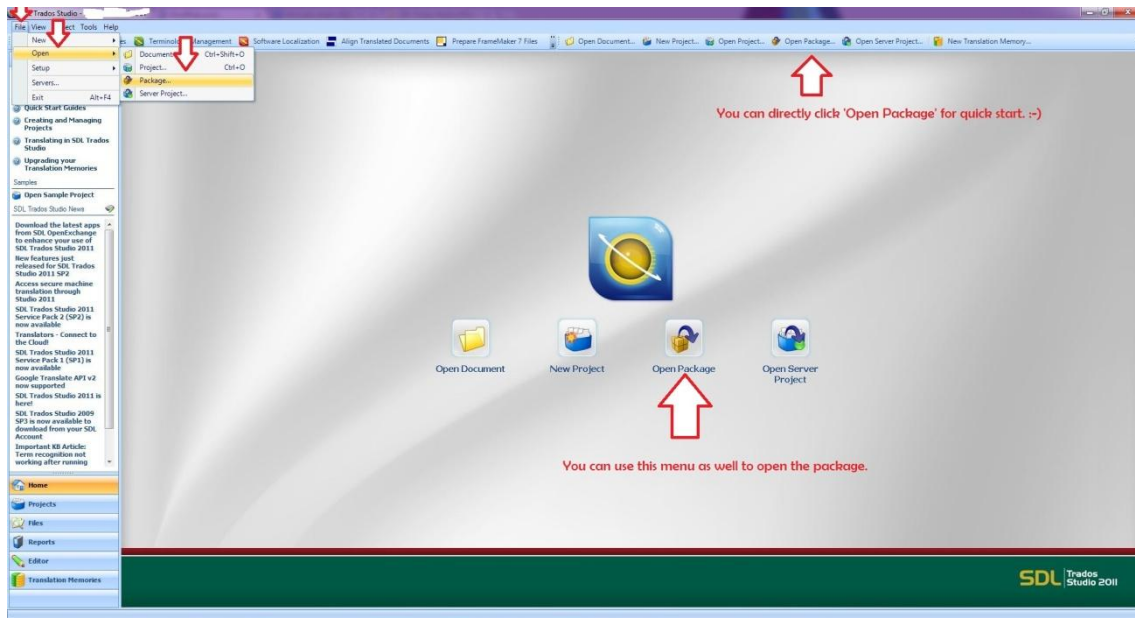 Trados Studio -
File View ect Tools Help
New
Open
Setup
Servers...
Exit Alt+F4
Document Ctrl+Shift+O
Project... Ctrl+O
Package...
Server Project...
es Terminolo Management Software Localization Align Translated Documents Prepare FrameMaker 7 Files Open Document... New Project... Open Project... Open Package... Open Server Project... New Translation Memory...
You can directly click 'Open Package' for quick start. :-)
Quick Start Guides
Creating and Managing
Projects
Translating in SDL Trados
Studio
Upgrading your
Translation Memories
Samples
Open Sample Project
SDL Trados Studio News
Download the latest apps
from SDL OpenExchange
to enhance your use of
SDL Trados Studio 2011
New features just
released for SDL Trados
Studio 2011 SP2
Access secure machine
translation through
Studio 2011
SDL Trados Studio 2011
Service Pack 2 (SP2) is
now available
Translators - Connect to
the Cloud!
SDL Trados Studio 2011
Service Pack 1 (SP1) is
now available
Google Translate API v2
now supported
SDL Trados Studio 2011 is
here!
SDL Trados Studio 2009
SP3 is now available to
download from your SDL
Account
Important KB Article:
Term recognition not
working after running
Open Document
New Project
Open Package
Open Server
Project
You can use this menu as well to open the package.
Home
Projects
Files
Reports
Editor
Translation Memories
SDL Trados
Studio 2011